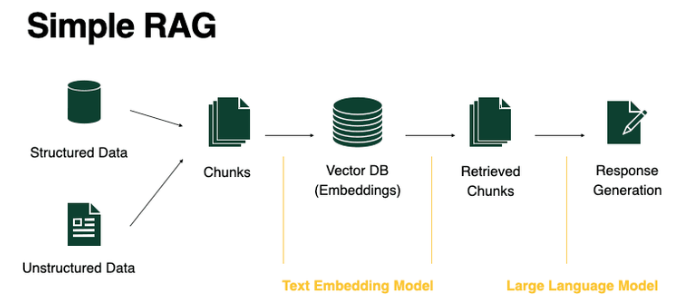 Simple RAG
Structured Data
Unstructured Data
Chunks
Vector DB
(Embeddings)
Retrieved
Chunks
Response
Generation
Text Embedding Model
Large Language Model